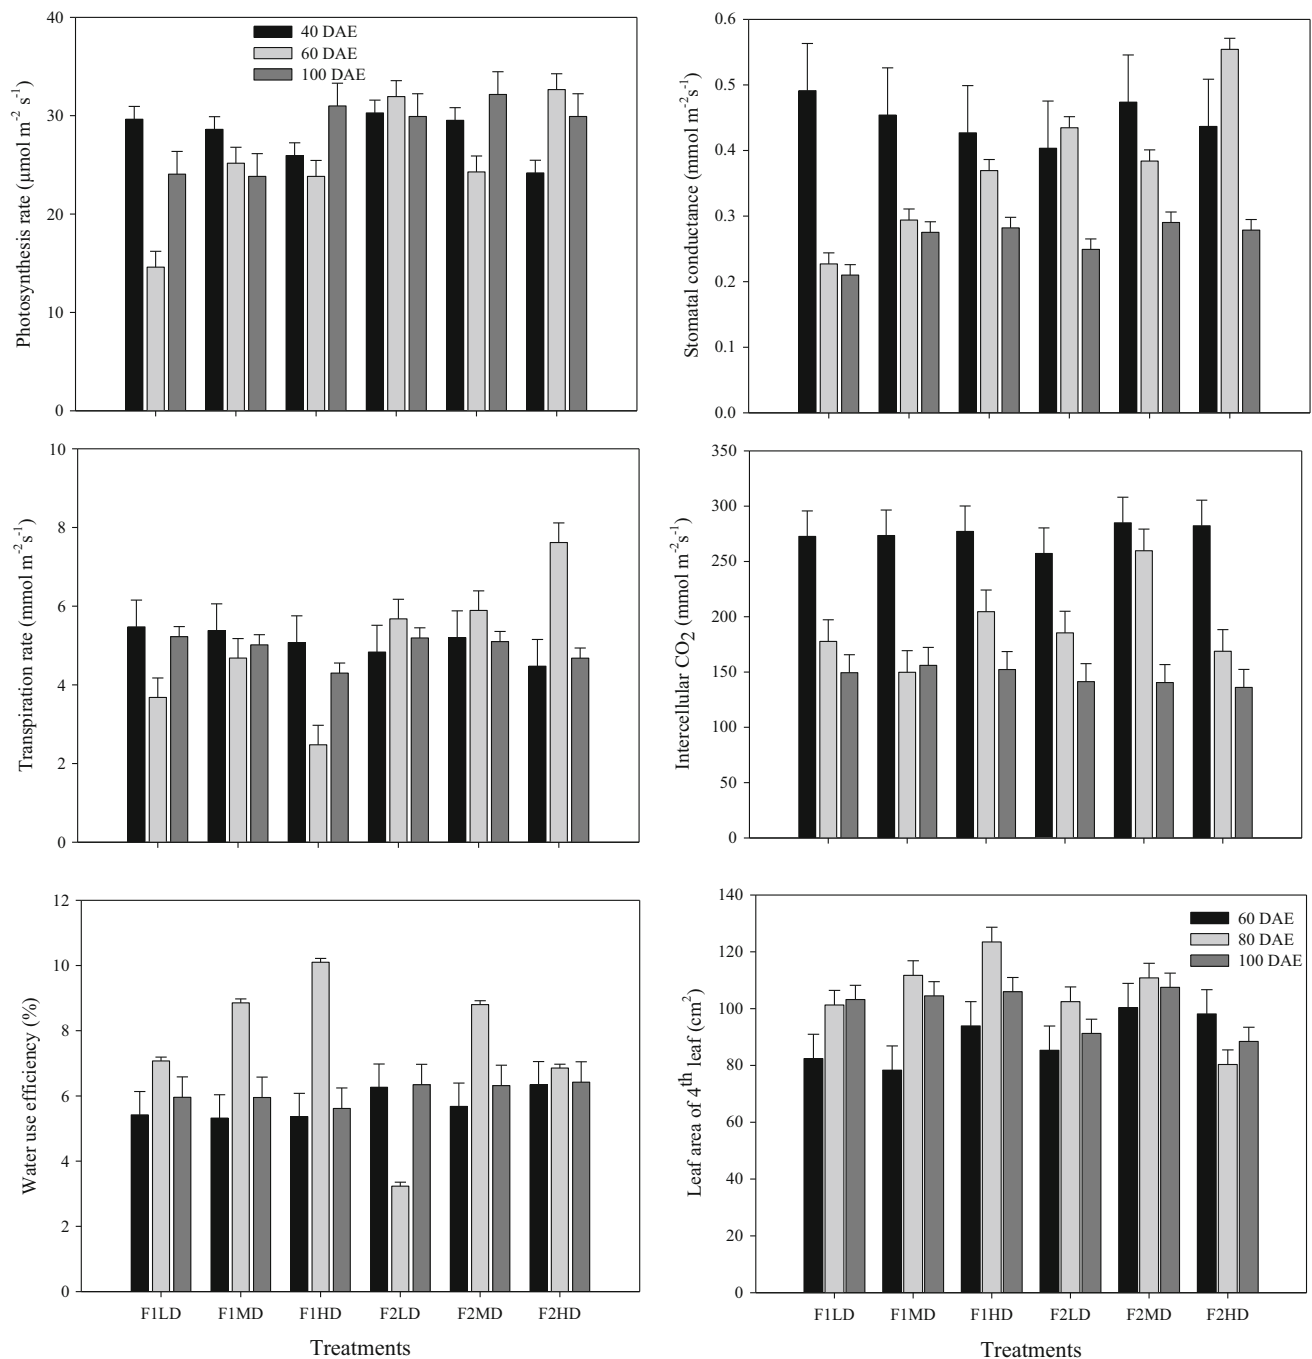 40
30
20
10
0
Photosynthesis rate (µmol m⁻² s⁻¹)
40 DAE
60 DAE
100 DAE
0.6
0.5
0.4
0.3
0.2
0.1
0.0
Stomatal conductance (mmol m⁻²s⁻¹)
10
8
6
4
2
0
Transpiration rate (mmol m⁻²s⁻¹)
350
300
250
200
150
100
50
0
Intercellular CO₂ (mmol m⁻²s⁻¹)
12
10
8
6
4
2
0
Water use efficiency (%)
F1LD F1MD F1HD F2LD F2MD F2HD
Treatments
140
120
100
80
60
40
20
0
Leaf area of 4ᵗʰ leaf (cm²)
60 DAE
80 DAE
100 DAE
F1LD F1MD F1HD F2LD F2MD F2HD
Treatments